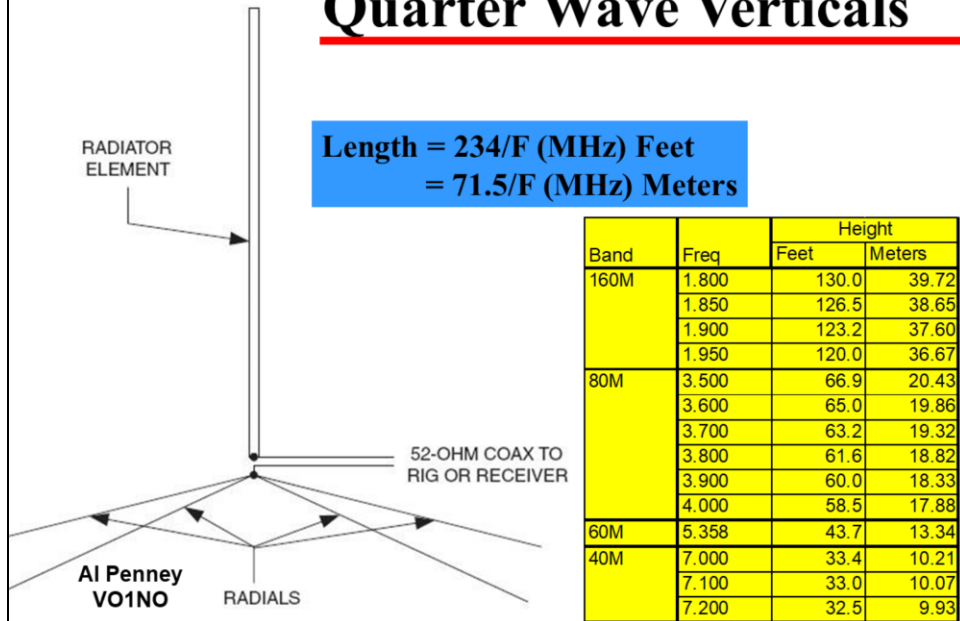 Quarter Wave Verticals
Length = 234/F (MHz) Feet
= 71.5/F (MHz) Meters
RADIATOR
ELEMENT
52-OHM COAX TO
RIG OR RECEIVER
RADIALS
Al Penney
VO1NO
Height
Band Freq Feet Meters
160M 1.800 130.0 39.72
1.850 126.5 38.65
1.900 123.2 37.60
1.950 120.0 36.67
80M 3.500 66.9 20.43
3.600 65.0 19.86
3.700 63.2 19.32
3.800 61.6 18.82
3.900 60.0 18.33
4.000 58.5 17.88
60M 5.358 43.7 13.34
40M 7.000 33.4 10.21
7.100 33.0 10.07
7.200 32.5 9.93